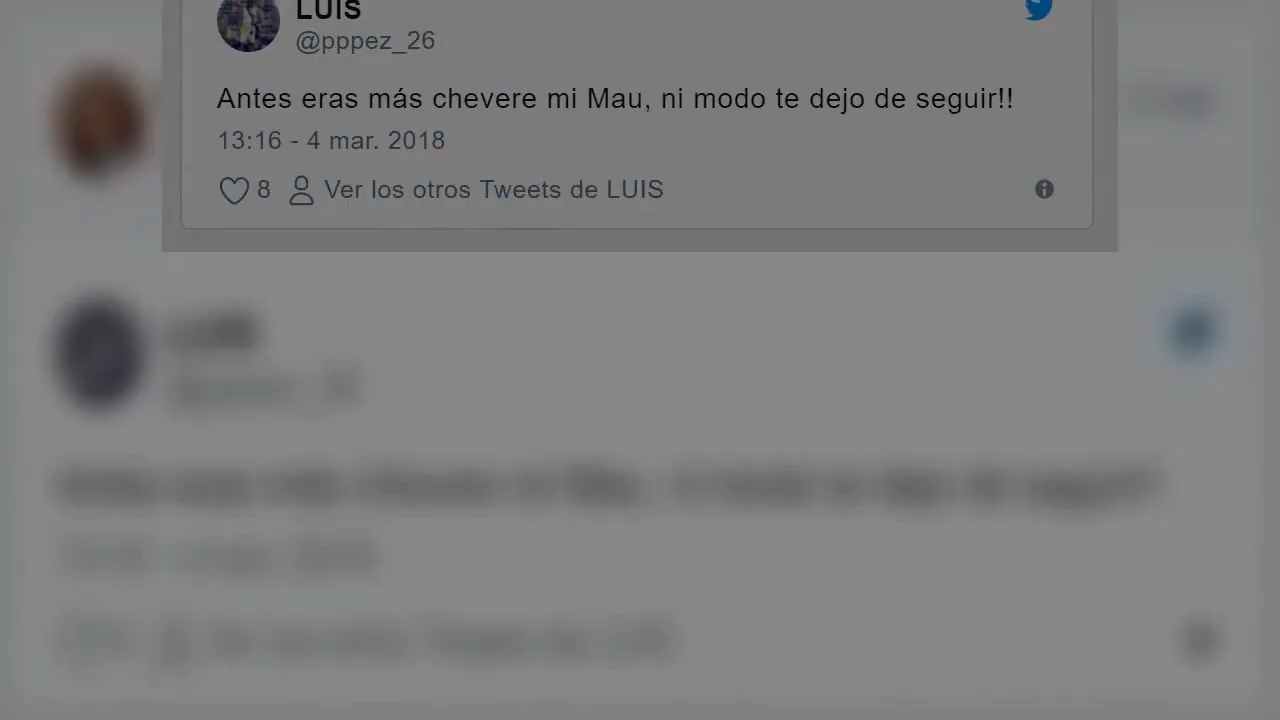 LUIS
@pppez_26
Antes eras más chevere mi Mau, ni modo te dejo de seguir!!
13:16 - 4 mar. 2018
8 Ver los otros Tweets de LUIS